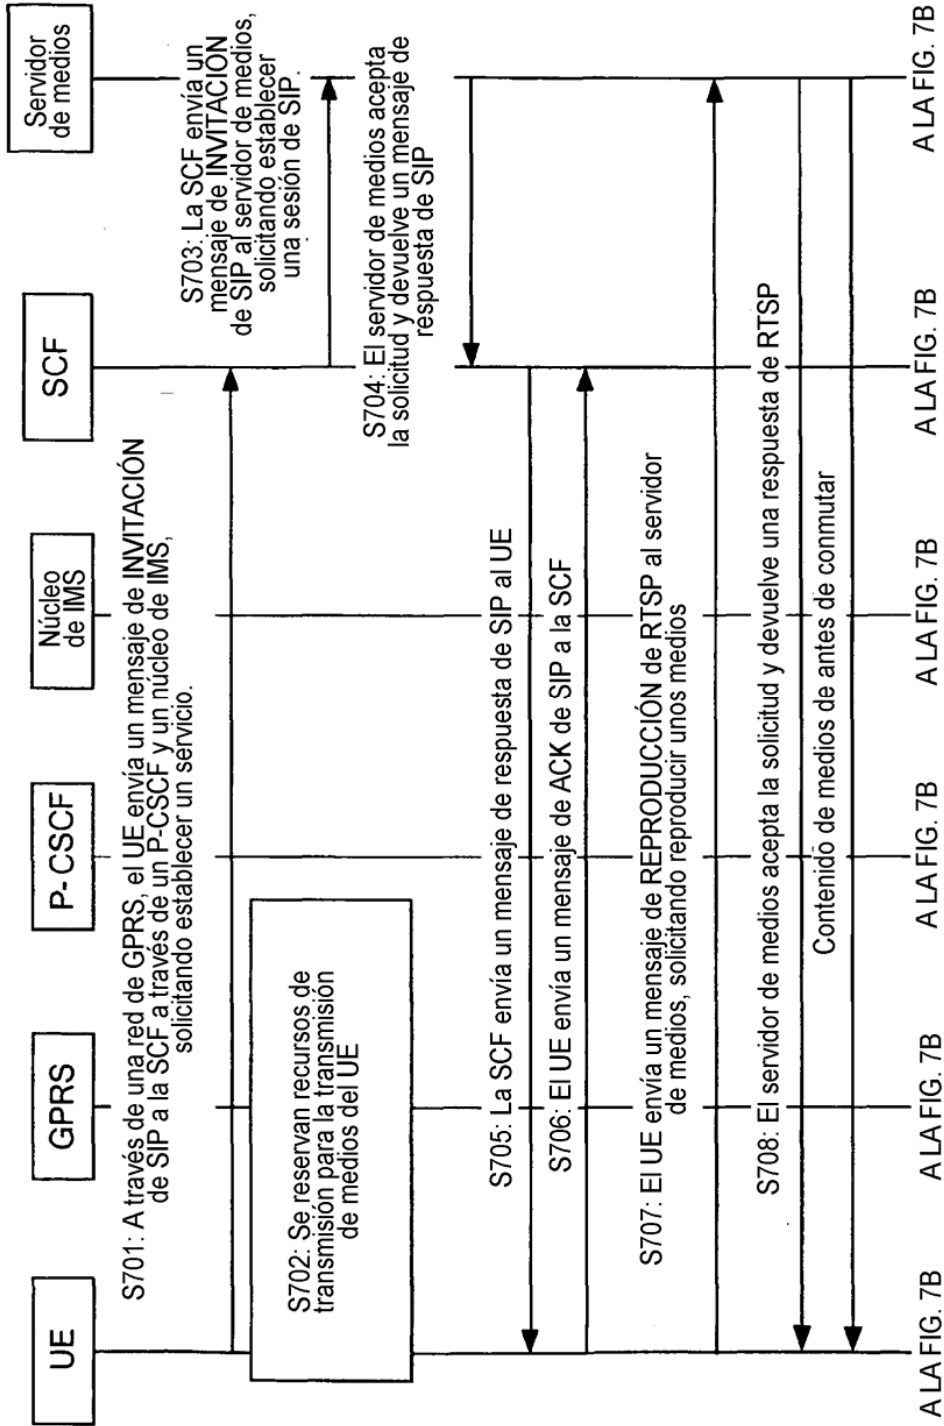 UE
GPRS
P- CSCF
Núcleo
de IMS
SCF
Servidor
de medios
S701: A través de una red de GPRS, el UE envía un mensaje de INVITACIÓN
de SIP a la SCF a través de un P-CSCF y un núcleo de IMS,
solicitando establecer un servicio.
S702: Se reservan recursos de
transmisión para la transmisión
de medios del UE
S703: La SCF envía un
mensaje de INVITACIÓN
de SIP al servidor de medios,
solicitando establecer
una sesión de SIP.
S704: El servidor de medios acepta
la solicitud y devuelve un mensaje de
respuesta de SIP
S705: La SCF envía un mensaje de respuesta de SIP al UE
S706: El UE envía un mensaje de ACK de SIP a la SCF
S707: El UE envía un mensaje de REPRODUCCIÓN de RTSP al servidor
de medios, solicitando reproducir unos medios
S708: El servidor de medios acepta la solicitud y devuelve una respuesta de RTSP
Contenido de medios de antes de conmutar
A LA FIG. 7B
A LA FIG. 7B
A LA FIG. 7B
A LA FIG. 7B
A LA FIG. 7B
A LA FIG. 7B